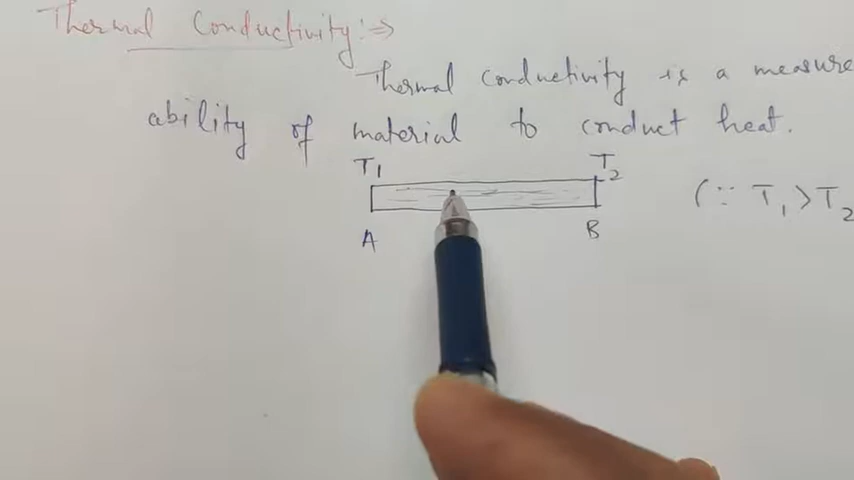 Thermal Conductivity :⇒
Thermal conductivity is a measure
ability of material to conduct heat.
T1 T2
(∵ T1 > T2
A B